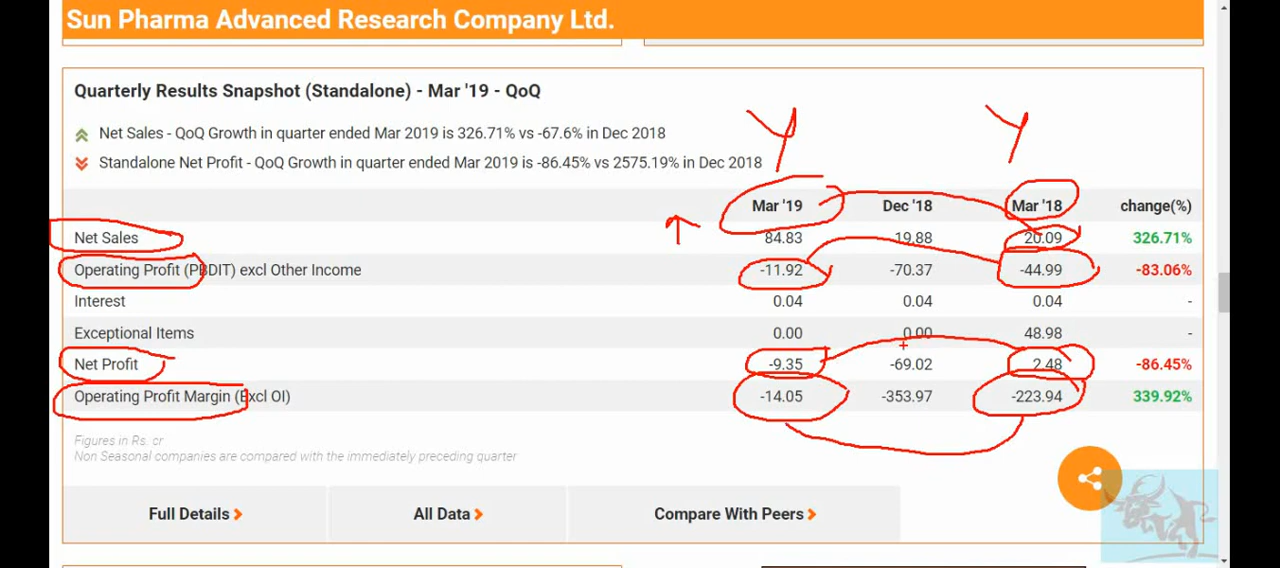 Sun Pharma Advanced Research Company Ltd.
Quarterly Results Snapshot (Standalone) - Mar '19 - QoQ
Net Sales - QoQ Growth in quarter ended Mar 2019 is 326.71% vs -67.6% in Dec 2018
Standalone Net Profit - QoQ Growth in quarter ended Mar 2019 is -86.45% vs 2575.19% in Dec 2018
Y Y
Mar '19 Dec '18 Mar '18 change(%)
Net Sales 84.83 19.88 20.09 326.71%
Operating Profit (PBDIT) excl Other Income -11.92 -70.37 -44.99 -83.06%
Interest 0.04 0.04 0.04 -
Exceptional Items 0.00 0.00 48.98 -
Net Profit -9.35 -69.02 2.48 -86.45%
Operating Profit Margin (Excl OI) -14.05 -353.97 -223.94 339.92%
Figures in Rs. cr
Non Seasonal companies are compared with the immediately preceding quarter
Full Details All Data Compare With Peers